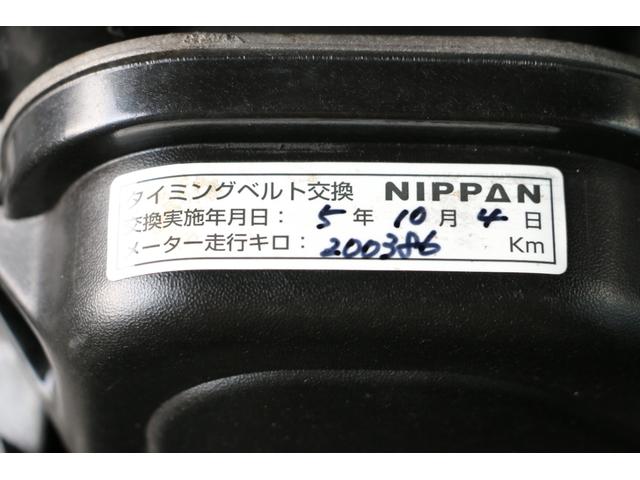 タイミングベルト交換 NIPPAN
交換実施年月日: 5 年 10 月 4 日
メーター走行キロ: 200386 Km